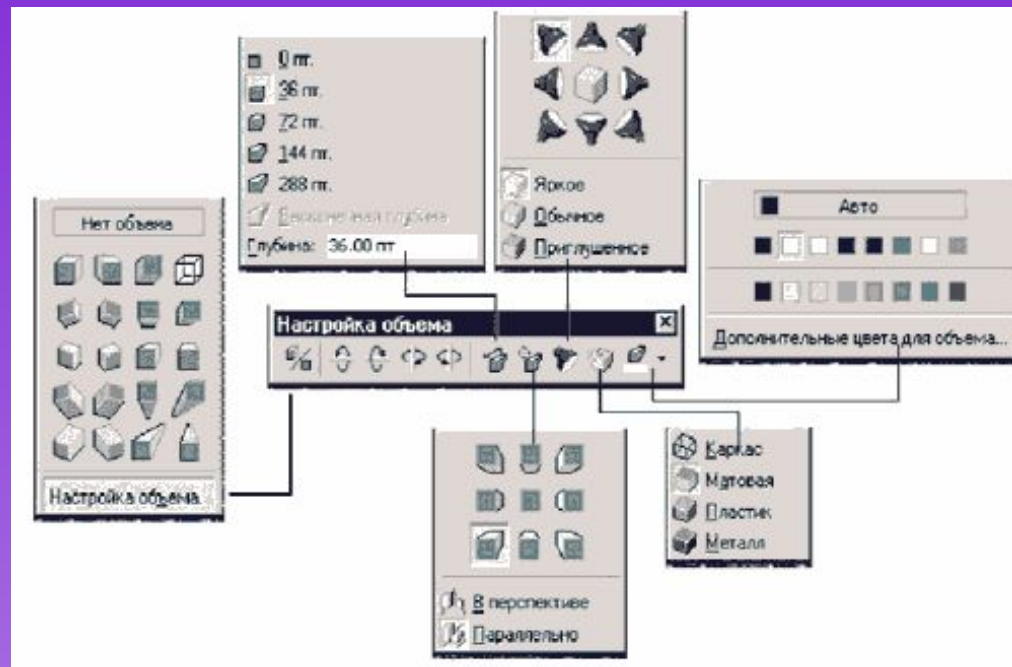 0 пт.
36 пт.
72 пт.
144 пт.
288 пт.
Бесконечная глубина
Глубина: 36.00 пт
Яркое
Обычное
Приглушенное
Авто
Дополнительные цвета для объема...
Нет объема
Настройка объема
Настройка объема
Каркас
Матовая
Пластик
Металл
В перспективе
Параллельно